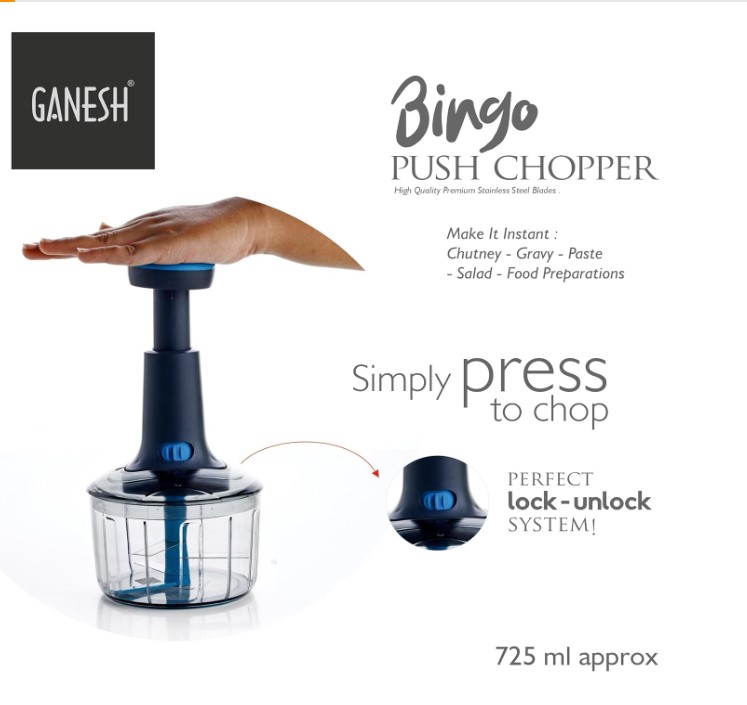 GANESH®
Bingo
PUSH CHOPPER
High Quality Premium Stainless Steel Blades .
Make It Instant :
Chutney - Gravy - Paste
- Salad - Food Preparations
Simply press
to chop
PERFECT
lock-unlock
SYSTEM!
725 ml approx